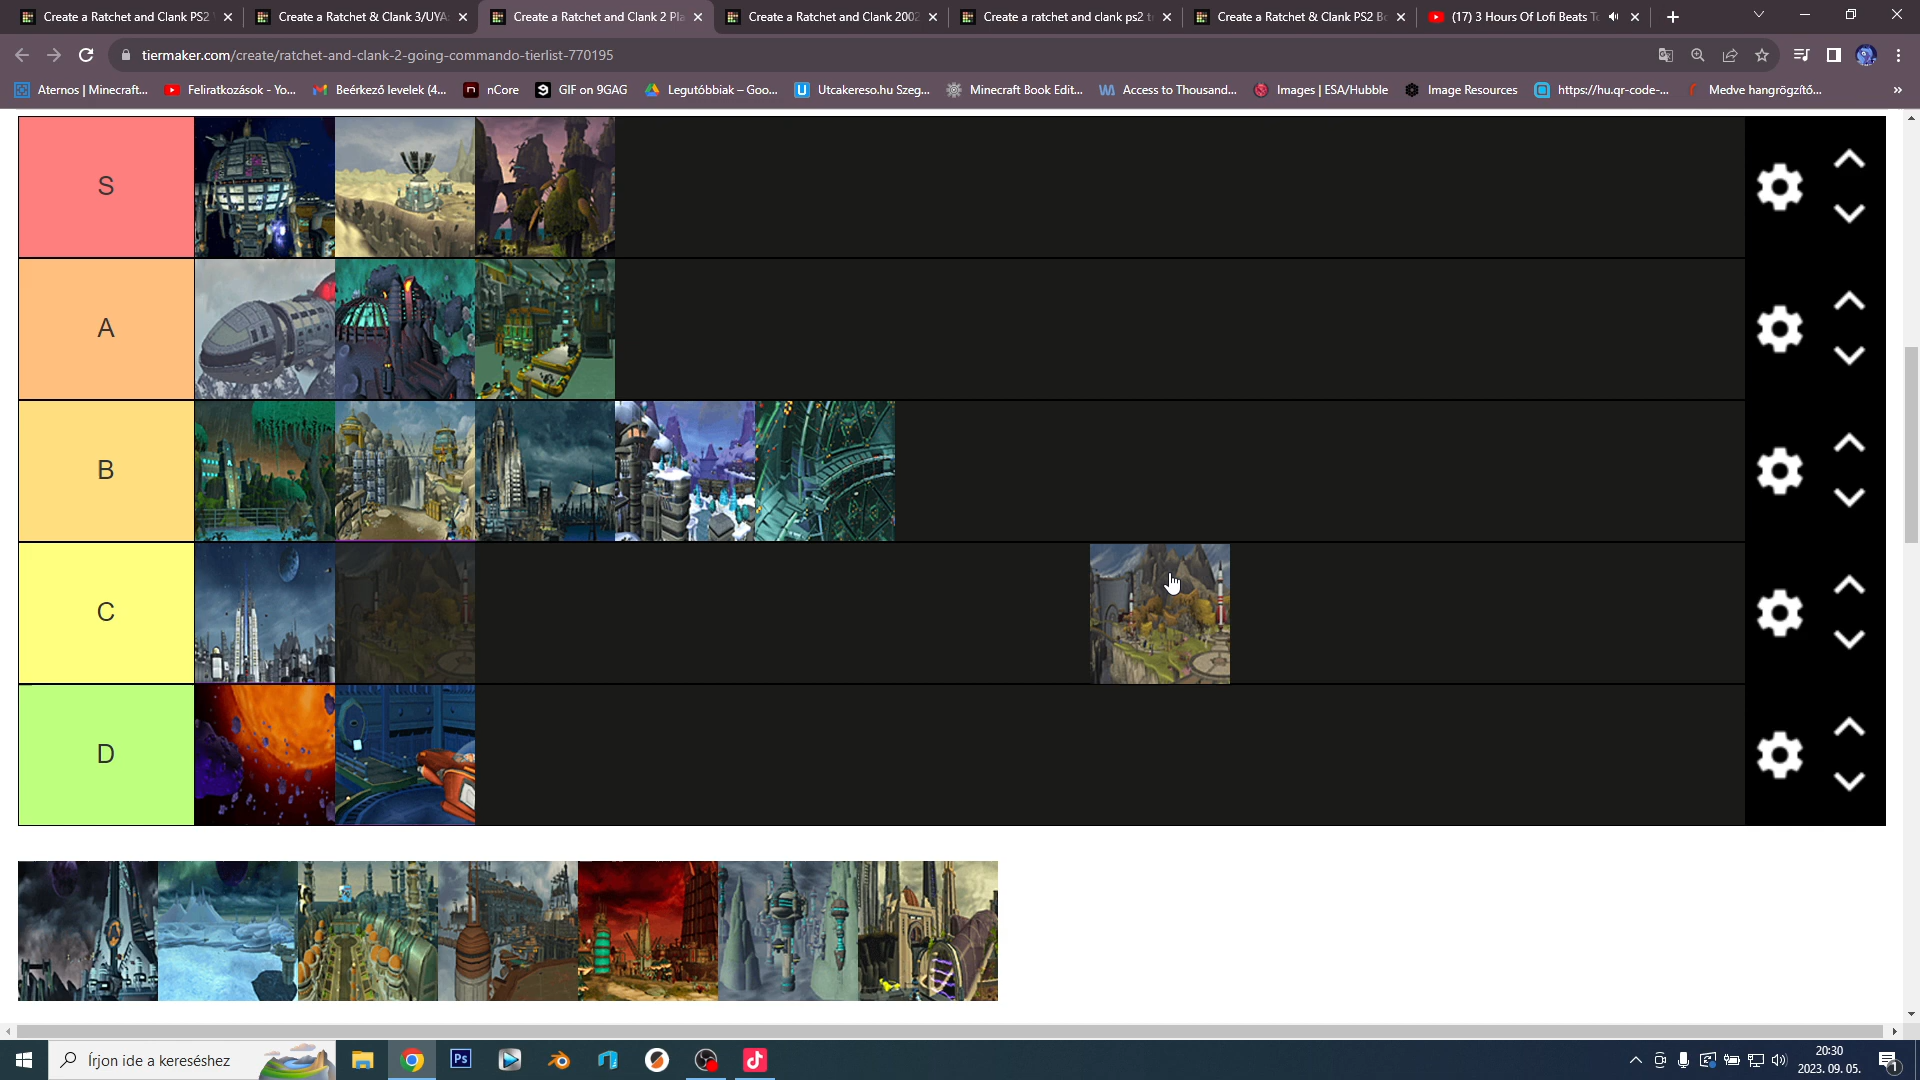 Create a Ratchet and Clank PS2 
Create a Ratchet & Clank 3/UYA
Create a Ratchet and Clank 2 Pla
Create a Ratchet and Clank 2002
Create a ratchet and clank ps2 t
Create a Ratchet & Clank PS2 B
(17) 3 Hours Of Lofi Beats T
tiermaker.com/create/ratchet-and-clank-2-going-commando-tierlist-770195
Aternos | Minecraft...
Feliratkozások - Yo...
Beérkező levelek (4...
nCore
GIF on 9GAG
Legutóbbiak – Goo...
Utcakereso.hu Szeg...
Minecraft Book Edit...
Access to Thousand...
Images | ESA/Hubble
Image Resources
https://hu.qr-code-...
Medve hangrögzítő...
»
S
A
B
C
D
Írjon ide a kereséshez
Ps
20:30
2023. 09. 05.
1